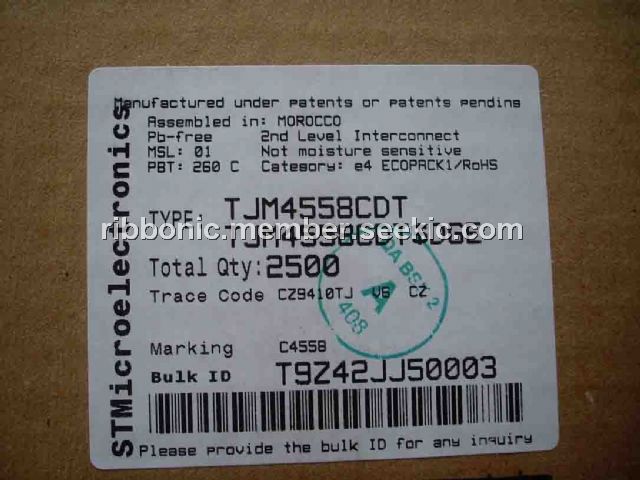 STMicroelectronics
Manufactured under patents or patents pending
Assembled in: MOROCCO
Pb-free 2nd Level Interconnect
MSL: 01 Not moisture sensitive
PBT: 260 C Category: e4 ECOPACK1/RoHS
TYPE: TJM4558CDT
ribbonic.member-seekic.com
Total Qty: 2500
Trace Code CZ9410TJ V6 CZ
A
408
Marking C4558
Bulk ID T9Z42JJ50003
Please provide the bulk ID for any inquiry